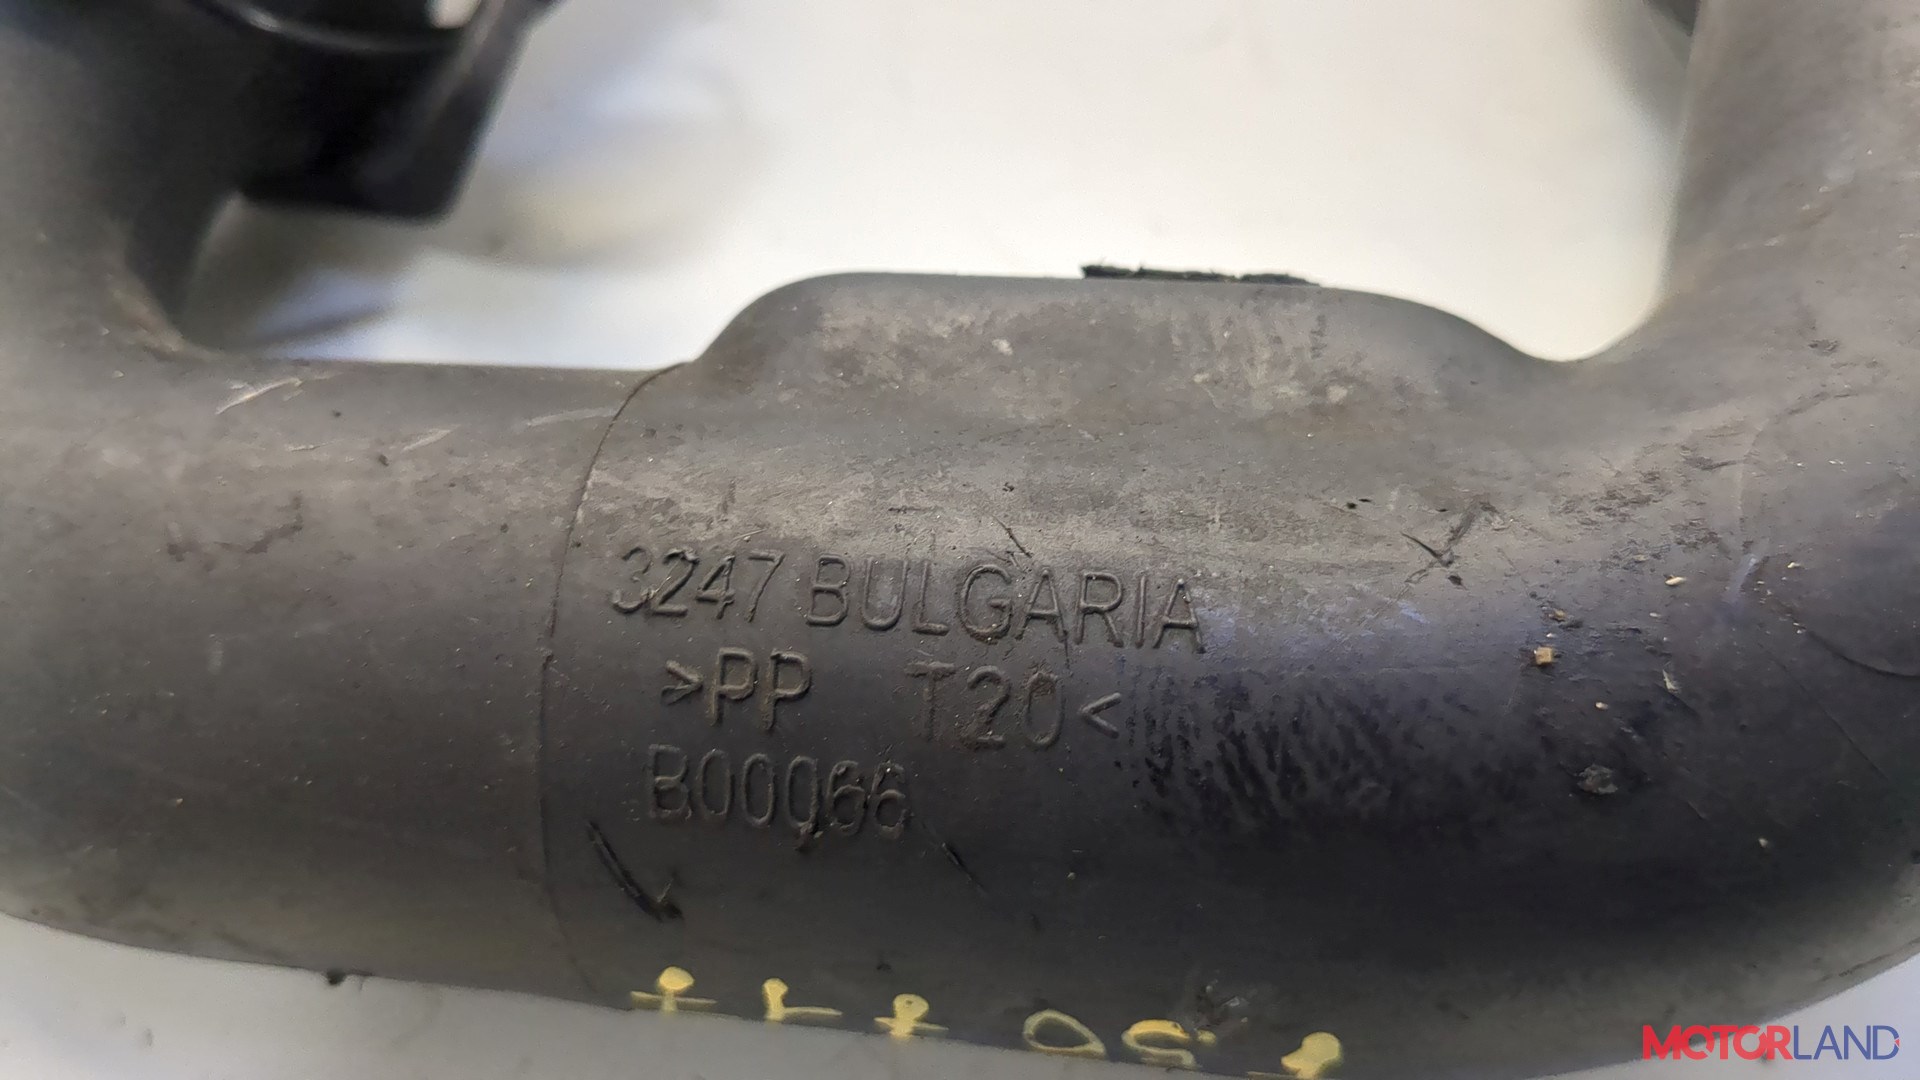 3247 BULGARIA
>PP T20<
B00066
MOTORLAND